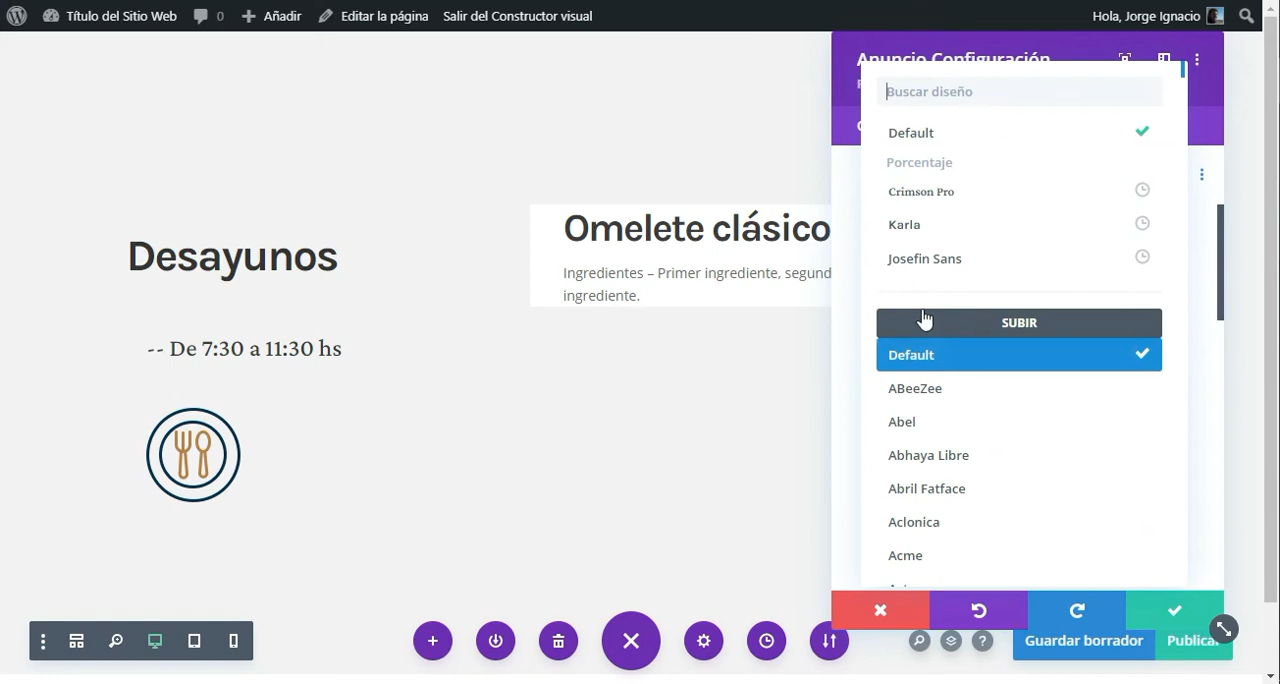 Título del Sitio Web
0
Añadir
Editar la página
Salir del Constructor visual
Hola, Jorge Ignacio
Anuncio Configuración
Buscar diseño
Default
Porcentaje
Crimson Pro
Karla
Josefin Sans
SUBIR
Default
ABeeZee
Abel
Abhaya Libre
Abril Fatface
Aclonica
Acme
Desayunos
-- De 7:30 a 11:30 hs
Omelete clásico
Ingredientes – Primer ingrediente, segund
ingrediente.
Guardar borrador
Publica